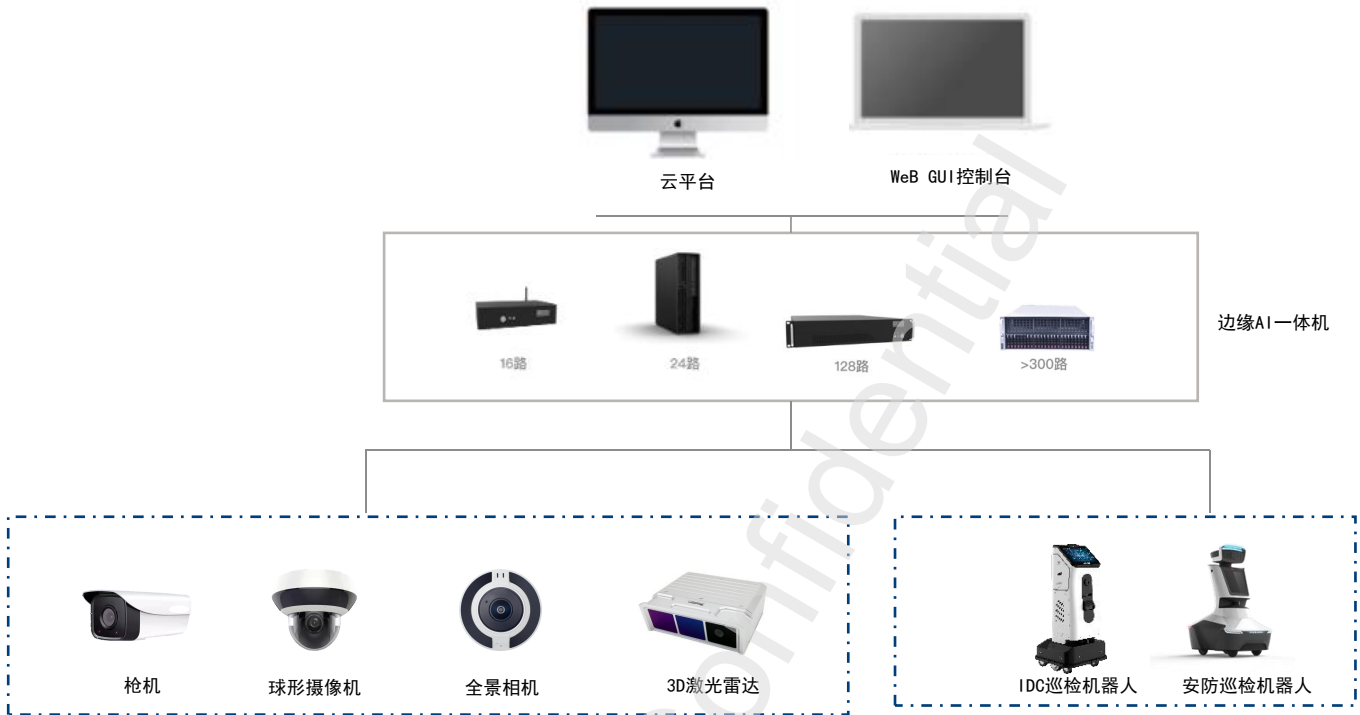 云平台
WeB GUI控制台
16路
24路
128路
>300路
边缘AI一体机
枪机
球形摄像机
全景相机
3D激光雷达
IDC巡检机器人
安防巡检机器人
Confidential